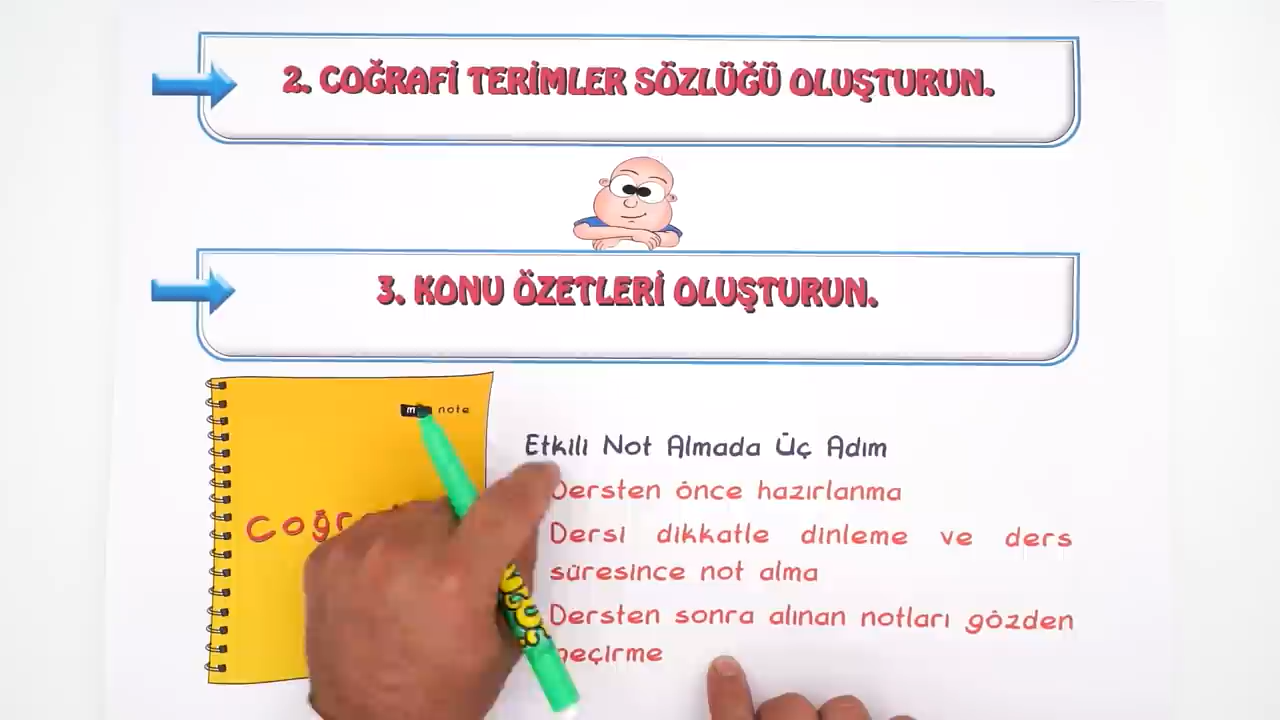 2. COĞRAFİ TERİMLER SÖZLÜĞÜ OLUŞTURUN.
3. KONU ÖZETLERİ OLUŞTURUN.
note
Etkili Not Almada Üç Adım
Dersten önce hazırlanma
Dersi dikkatle dinleme ve ders
süresince not alma
Dersten sonra alınan notları gözden